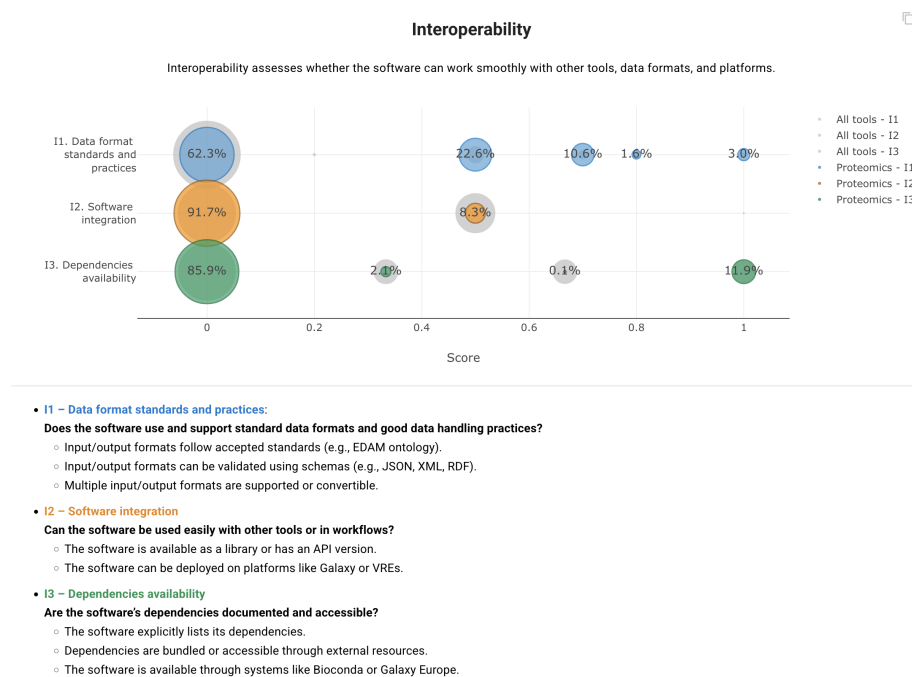 Interoperability
Interoperability assesses whether the software can work smoothly with other tools, data formats, and platforms.
I1. Data format
standards and
practices
62.3%
22.6%
10.6%
1.6%
3.0%
I2. Software
integration
91.7%
8.3%
I3. Dependencies
availability
85.9%
2.1%
0.1%
11.9%
0
0.2
0.4
0.6
0.8
1
Score
All tools - I1
All tools - I2
All tools - I3
Proteomics - I1
Proteomics - I2
Proteomics - I3
• I1 – Data format standards and practices:
Does the software use and support standard data formats and good data handling practices?
○ Input/output formats follow accepted standards (e.g., EDAM ontology).
○ Input/output formats can be validated using schemas (e.g., JSON, XML, RDF).
○ Multiple input/output formats are supported or convertible.
• I2 – Software integration
Can the software be used easily with other tools or in workflows?
○ The software is available as a library or has an API version.
○ The software can be deployed on platforms like Galaxy or VREs.
• I3 – Dependencies availability
Are the software's dependencies documented and accessible?
○ The software explicitly lists its dependencies.
○ Dependencies are bundled or accessible through external resources.
○ The software is available through systems like Bioconda or Galaxy Europe.